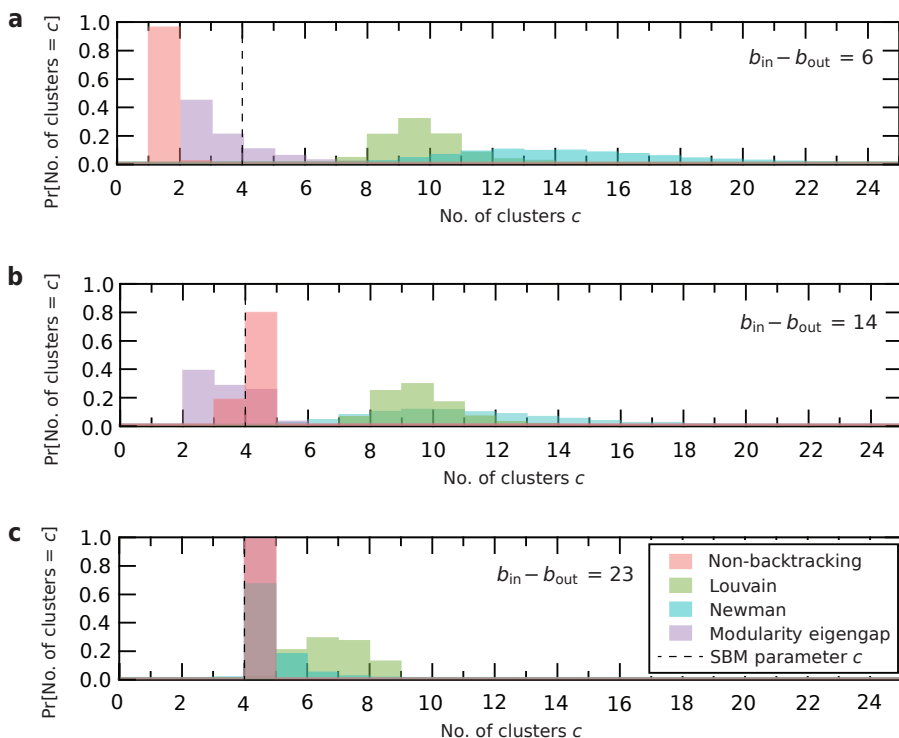 a
Pr[No. of clusters = c]
1.0
0.8
0.6
0.4
0.2
0.0
b_in − b_out = 6
0 2 4 6 8 10 12 14 16 18 20 22 24
No. of clusters c
b
Pr[No. of clusters = c]
1.0
0.8
0.6
0.4
0.2
0.0
b_in − b_out = 14
0 2 4 6 8 10 12 14 16 18 20 22 24
No. of clusters c
c
Pr[No. of clusters = c]
1.0
0.8
0.6
0.4
0.2
0.0
b_in − b_out = 23
Non-backtracking
Louvain
Newman
Modularity eigengap
SBM parameter c
0 2 4 6 8 10 12 14 16 18 20 22 24
No. of clusters c